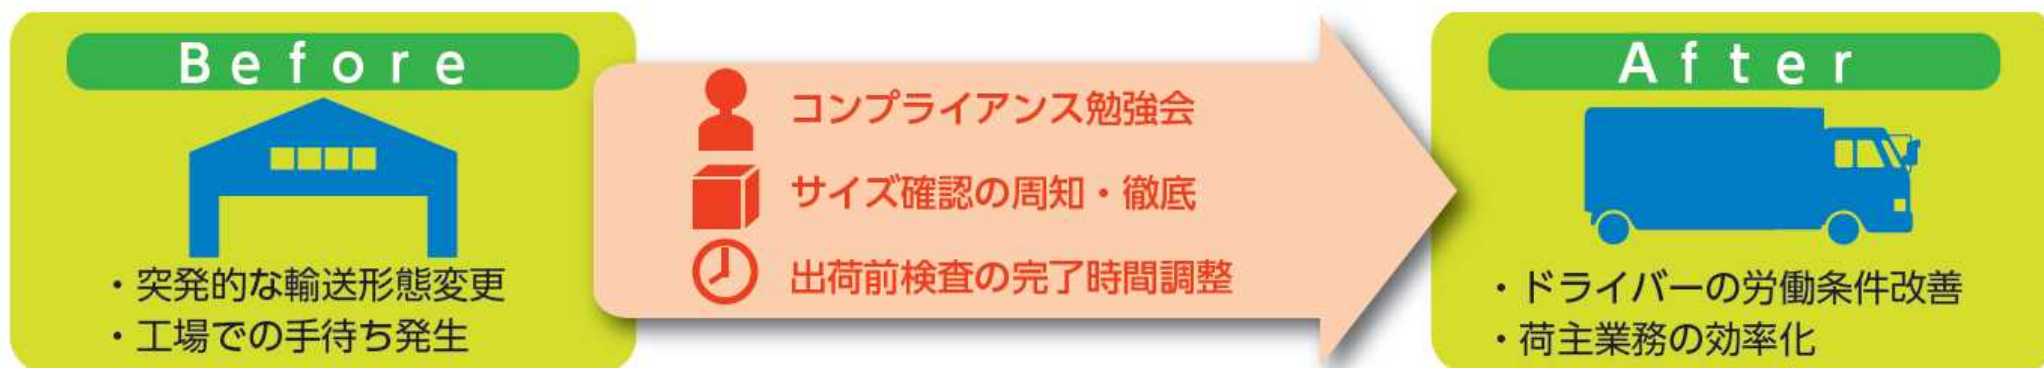 Before
・突発的な輸送形態変更
・工場での手待ち発生
コンプライアンス勉強会
サイズ確認の周知・徹底
出荷前検査の完了時間調整
After
・ドライバーの労働条件改善
・荷主業務の効率化